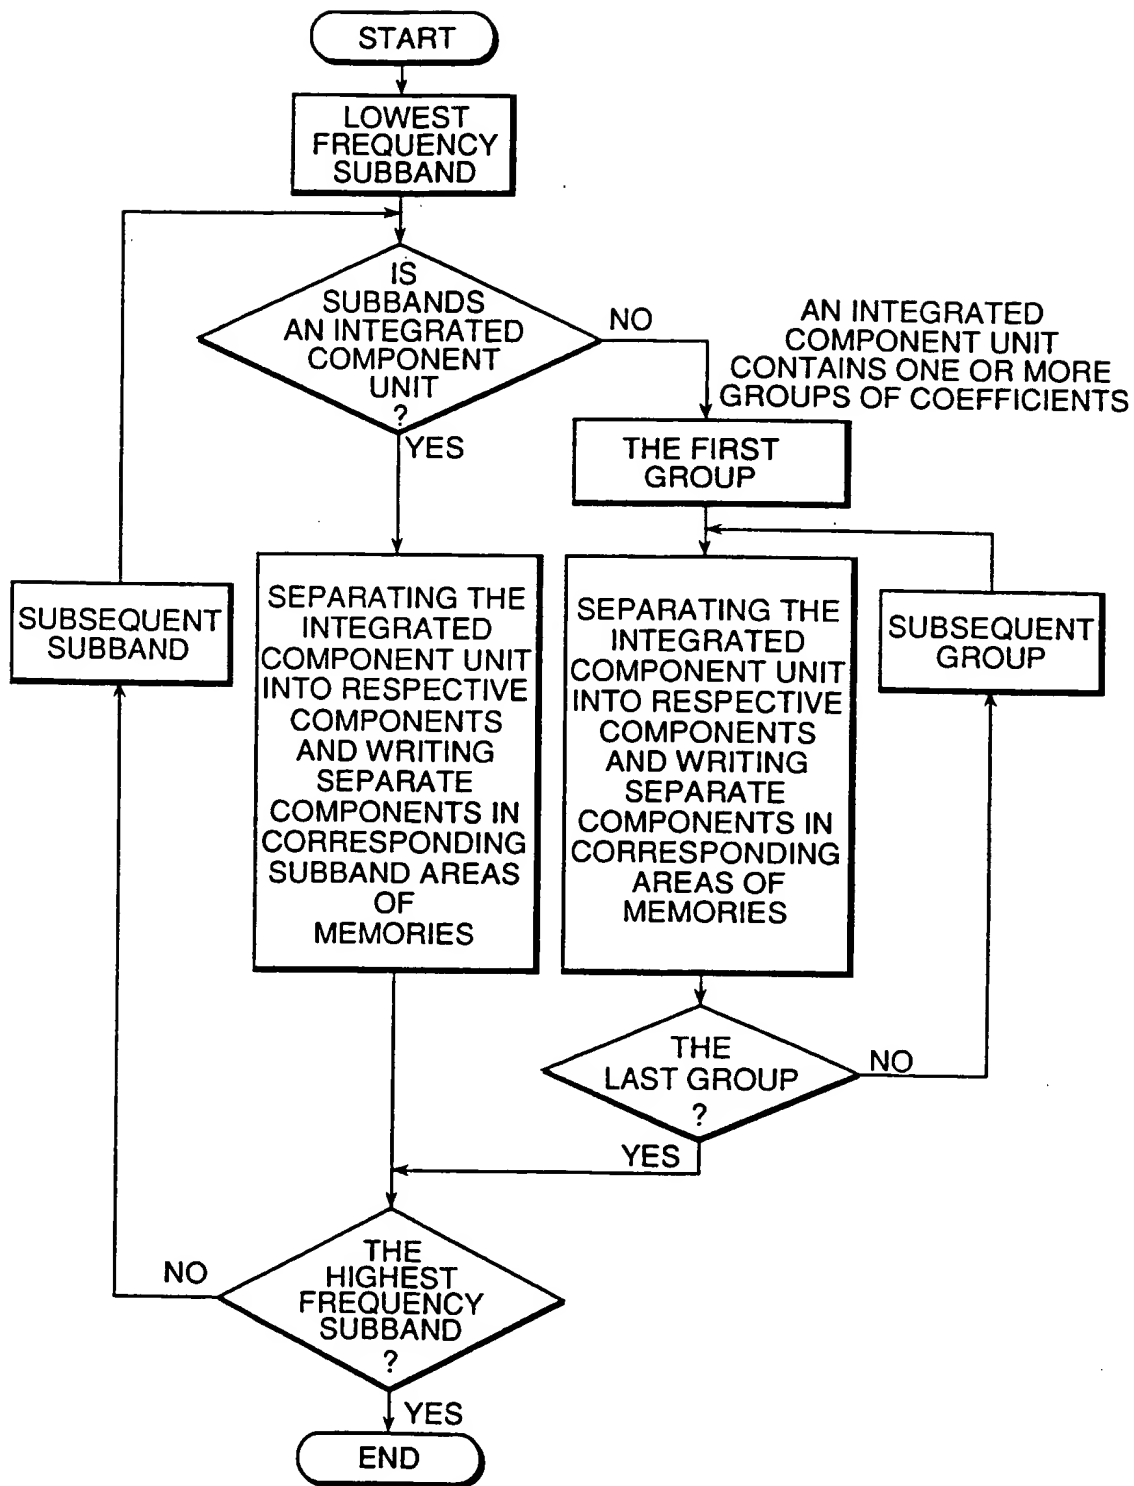 START
LOWEST
FREQUENCY
SUBBAND
IS
SUBBANDS
AN INTEGRATED
COMPONENT
UNIT
?
NO
YES
AN INTEGRATED
COMPONENT UNIT
CONTAINS ONE OR MORE
GROUPS OF COEFFICIENTS
THE FIRST
GROUP
SUBSEQUENT
SUBBAND
SEPARATING THE
INTEGRATED
COMPONENT UNIT
INTO RESPECTIVE
COMPONENTS
AND WRITING
SEPARATE
COMPONENTS IN
CORRESPONDING
SUBBAND AREAS
OF
MEMORIES
SEPARATING THE
INTEGRATED
COMPONENT UNIT
INTO RESPECTIVE
COMPONENTS
AND WRITING
SEPARATE
COMPONENTS IN
CORRESPONDING
AREAS OF
MEMORIES
SUBSEQUENT
GROUP
THE
LAST GROUP
?
NO
YES
THE
HIGHEST
FREQUENCY
SUBBAND
?
NO
YES
END